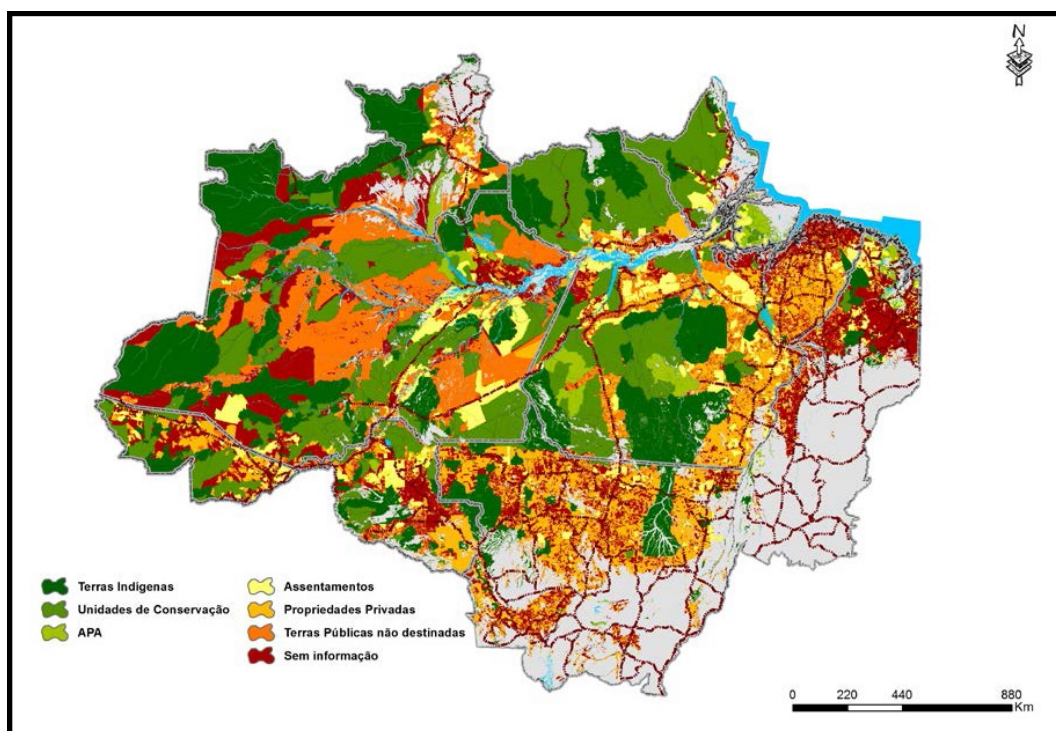 N
Terras Indígenas
Unidades de Conservação
APA
Assentamentos
Propriedades Privadas
Terras Públicas não destinadas
Sem informação
0 220 440 880
Km